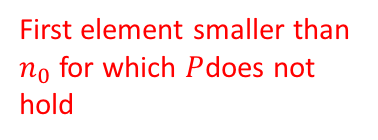 First element smaller than
𝑛₀ for which 𝑃does not
hold